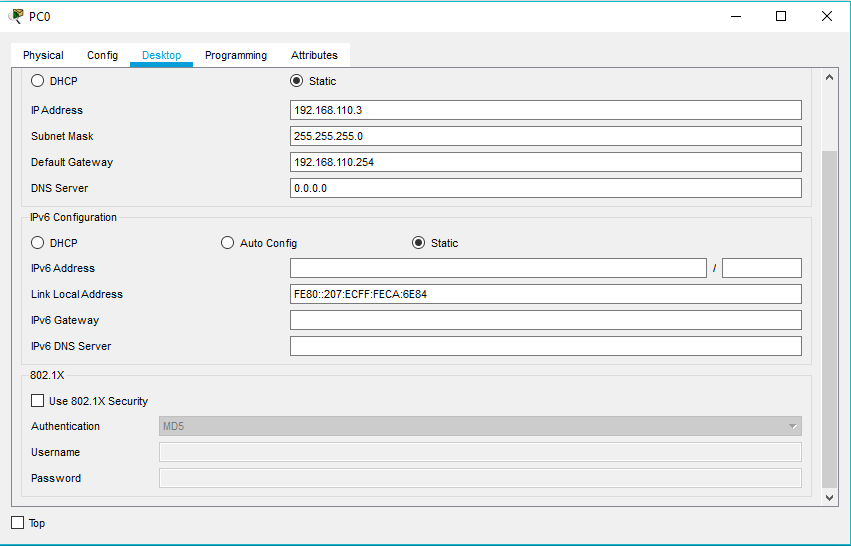 PC0
Physical Config Desktop Programming Attributes
DHCP Static
IP Address 192.168.110.3
Subnet Mask 255.255.255.0
Default Gateway 192.168.110.254
DNS Server 0.0.0.0
IPv6 Configuration
DHCP Auto Config Static
IPv6 Address /
Link Local Address FE80::207:ECFF:FECA:6E84
IPv6 Gateway
IPv6 DNS Server
802.1X
Use 802.1X Security
Authentication MD5
Username
Password
Top